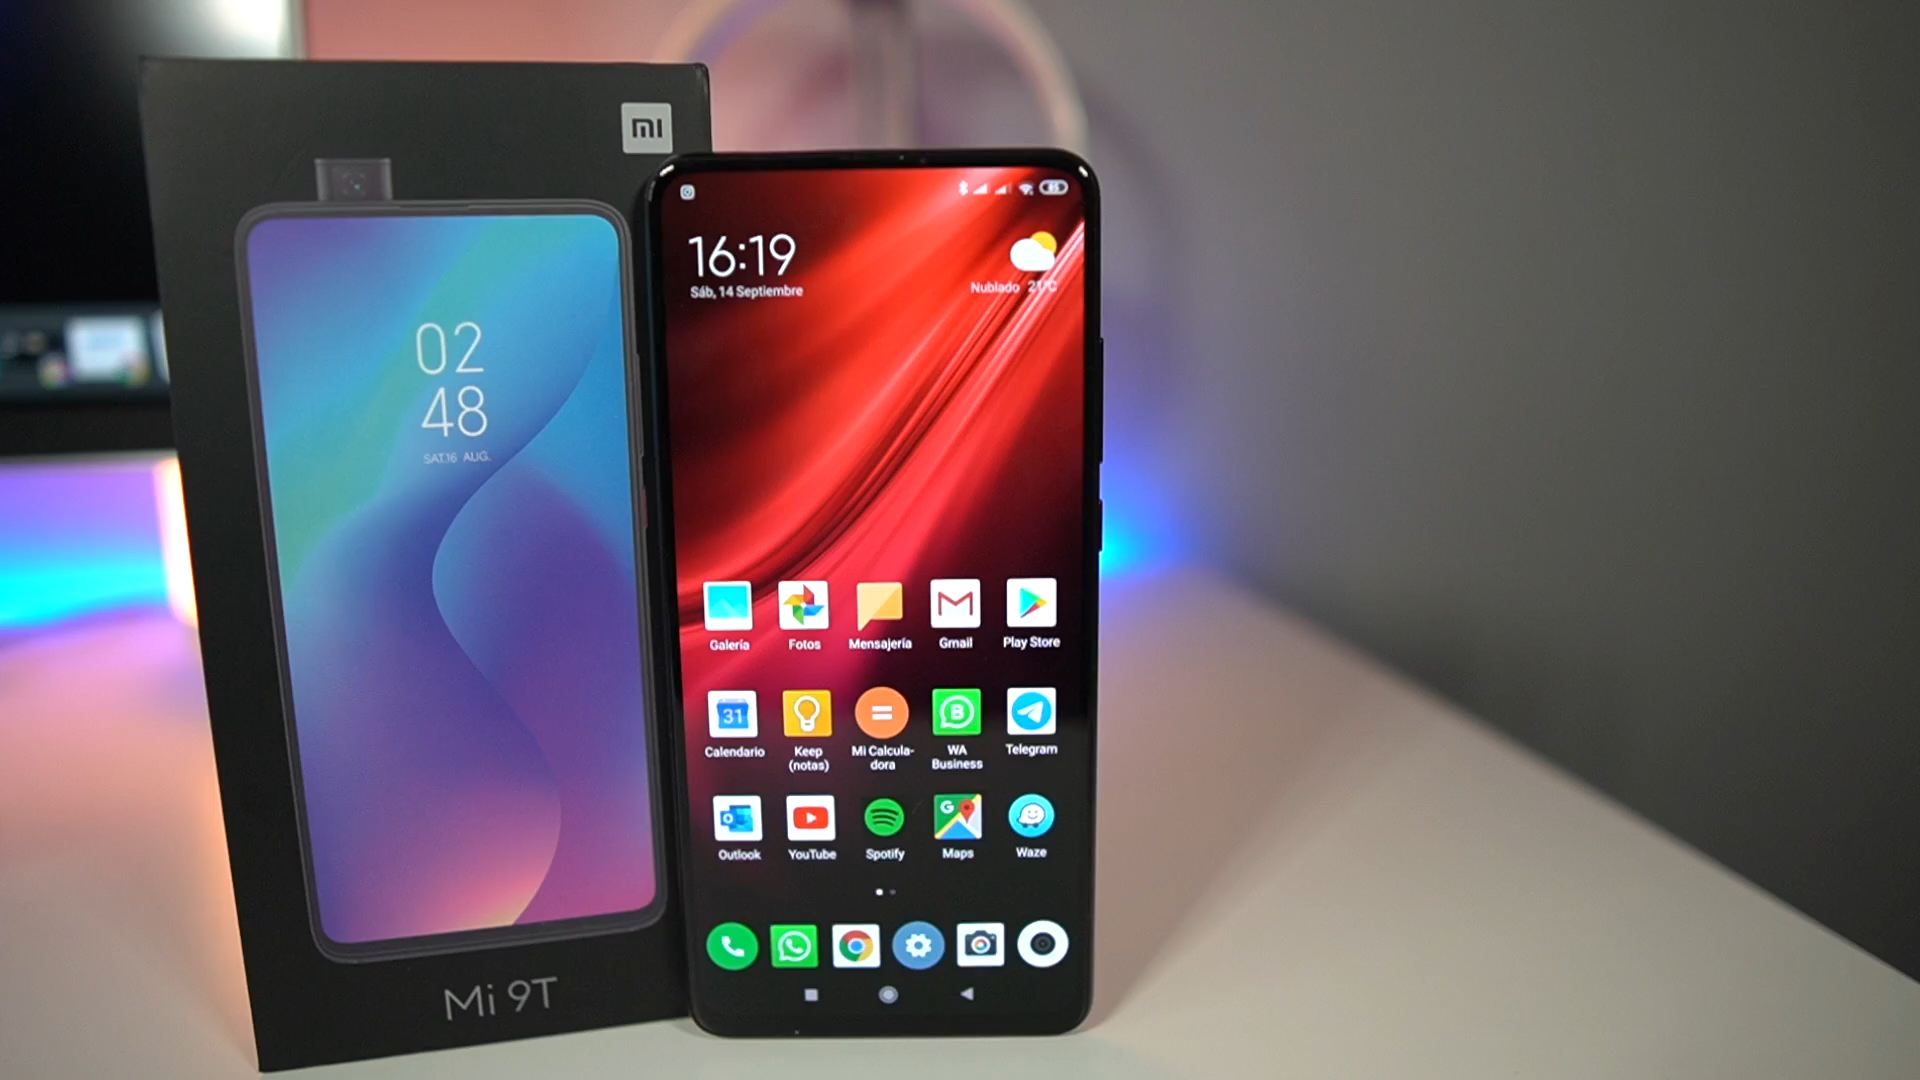 mi
02
48
SAT.16 AUG.
Mi 9T
16:19
Sáb, 14 Septiembre
Nublado 21°C
Galería Fotos Mensajería Gmail Play Store
31
Calendario Keep Mi Calcula- WA Telegram
(notas) dora Business
Outlook YouTube Spotify Maps Waze